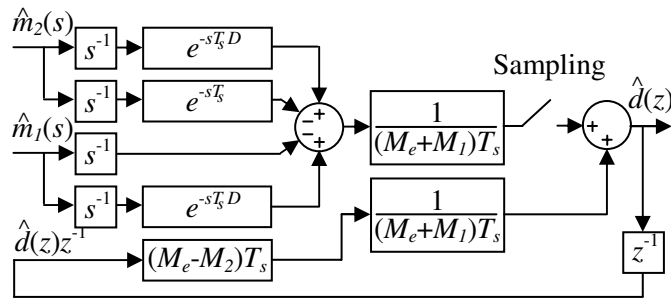 m̂₂(s)
s⁻¹
e^{-sTₛD}
s⁻¹
e^{-sTₛ}
m̂₁(s)
s⁻¹
s⁻¹
e^{-sTₛD}
+
−
−
+
1
(Mₑ+M₁)Tₛ
Sampling
+
+
d̂(z)
1
(Mₑ+M₁)Tₛ
d̂(z)z⁻¹
(Mₑ-M₂)Tₛ
z⁻¹